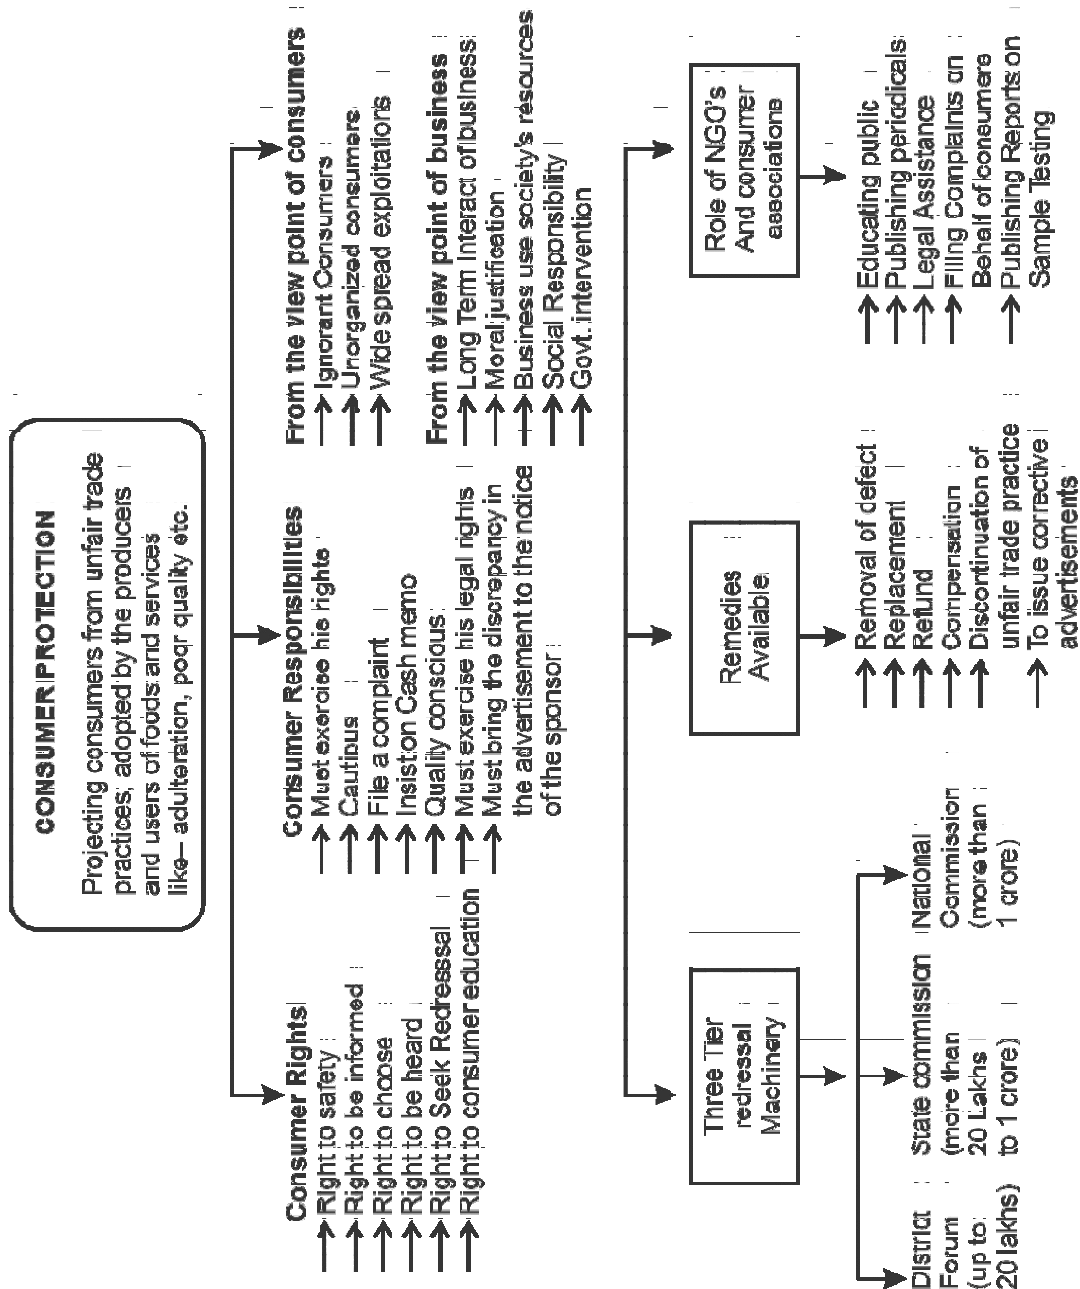 CONSUMER PROTECTION
Projecting consumers from unfair trade
practices, adopted by the producers
and users of foods and services
like– adulteration, poor quality etc.
Consumer Rights
Right to safety
Right to be informed
Right to choose
Right to be heard
Right to Seek Redresssal
Right to consumer education
Consumer Responsibilities
Must exercise his rights
Cautious
File a complaint
Insist on Cash memo
Quality conscious
Must exercise his legal rights
Must bring the discrepancy in
the advertisement to the notice
of the sponsor
From the view point of consumers
Ignorant Consumers
Unorganized consumers
Wide spread exploitations
From the view point of business
Long Term Interact of business
Moral justification
Business use society's resources
Social Responsibility
Govt. intervention
Three Tier
redressal
Machinery
District
Forum
(up to
20 lakhs)
State commission
(more than
20 Lakhs
to 1 crore)
National
Commission
(more than
1 crore)
Remedies
Available
Removal of defect
Replacement
Refund
Compensation
Discontinuation of
unfair trade practice
To issue corrective
advertisements
Role of NGO's
And consumer
associations
Educating public
Publishing periodicals
Legal Assistance
Filing Complaints on
Behalf of consumers
Publishing Reports on
Sample Testing